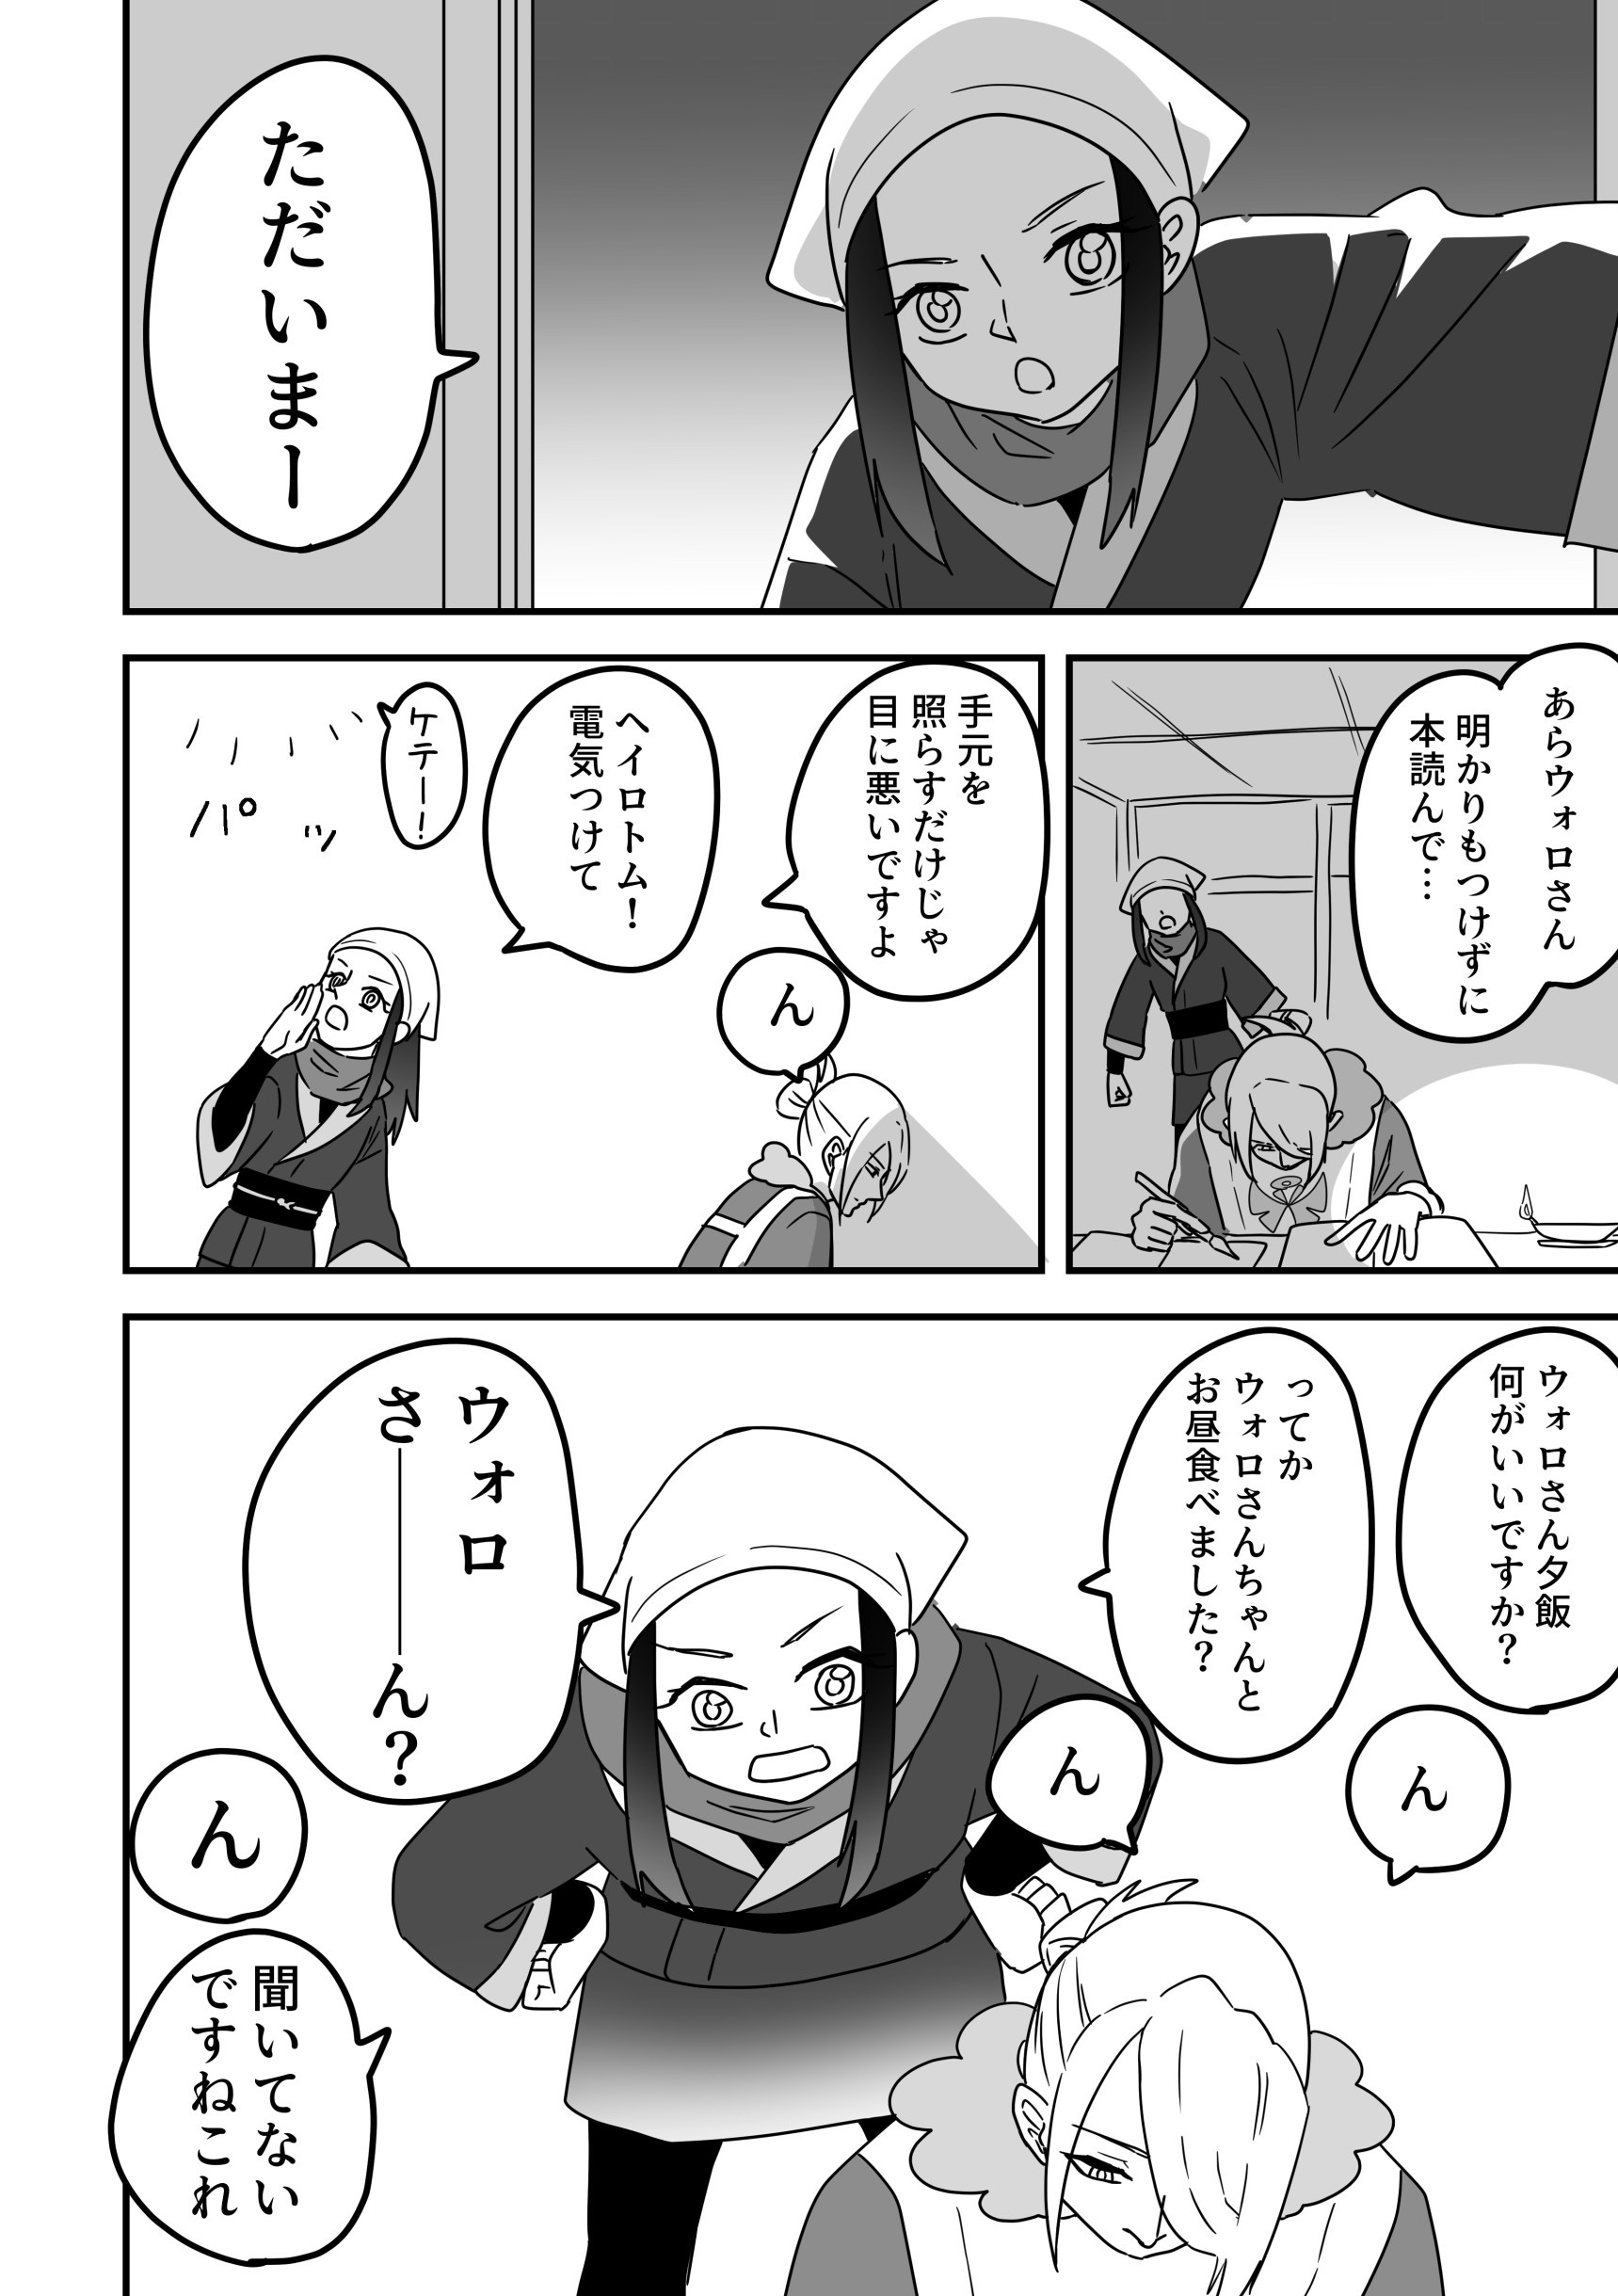 ただいまー
あらウォロさん
明かりもつけずに
本読んで…
手元を
照らすだけじゃ
目に悪いですよ
ん
ヘイロトム！
電気つけて
ケテーー！
パッ
ウォロさん夕飯
何がいいですか？
ん
ってか
ウォロさんちゃんと
お昼食べました？
ん
ウォロ
さ――――ん？
ん
聞いてない
ですねこれ